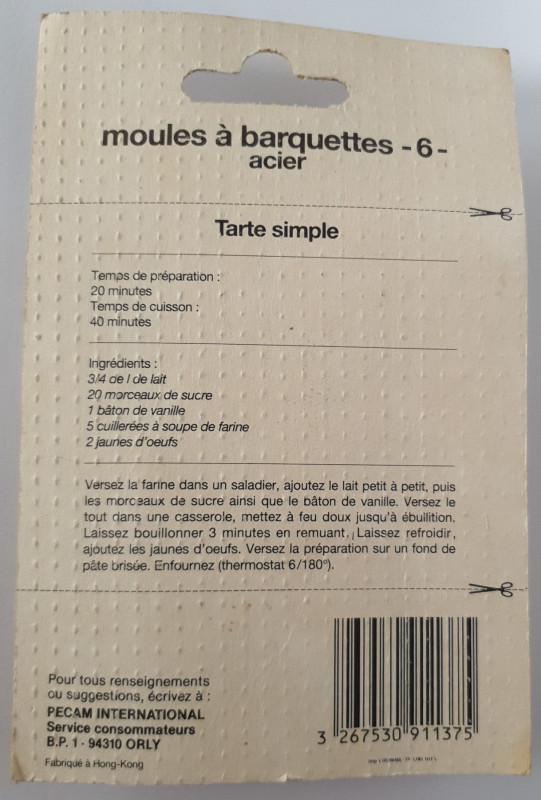 moules à barquettes - 6 -
acier
Tarte simple
Temps de préparation :
20 minutes
Temps de cuisson :
40 minutes
Ingrédients :
3/4 de l de lait
20 morceaux de sucre
1 bâton de vanille
5 cuillerées à soupe de farine
2 jaunes d'oeufs
Versez la farine dans un saladier, ajoutez le lait petit à petit, puis
les morceaux de sucre ainsi que le bâton de vanille. Versez le
tout dans une casserole, mettez à feu doux jusqu'à ébullition.
Laissez bouillonner 3 minutes en remuant. Laissez refroidir,
ajoutez les jaunes d'oeufs. Versez la préparation sur un fond de
pâte brisée. Enfournez (thermostat 6/180°).
Pour tous renseignements
ou suggestions, écrivez à :
PECAM INTERNATIONAL
Service consommateurs
B.P. 1 - 94310 ORLY
Fabriqué à Hong-Kong
3 267530 911375